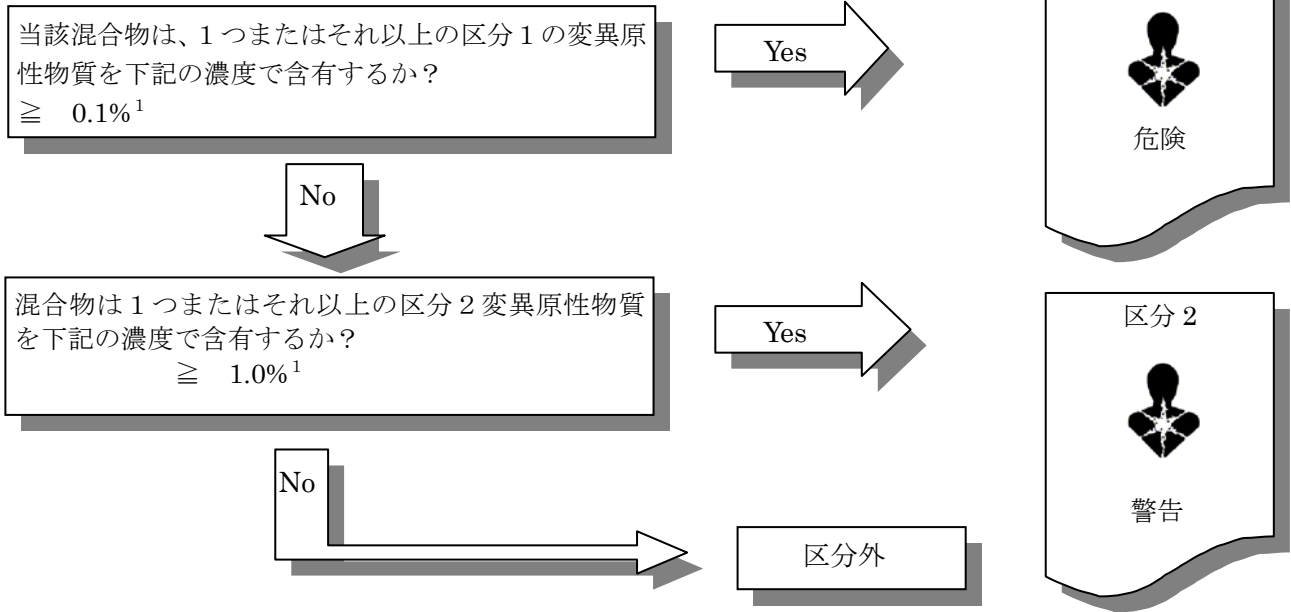 当該混合物は、１つまたはそれ以上の区分１の変異原
性物質を下記の濃度で含有するか？
≧ 0.1%¹
Yes
危険
No
混合物は１つまたはそれ以上の区分２変異原性物質
を下記の濃度で含有するか？
≧ 1.0%¹
Yes
区分 2
警告
No
区分外